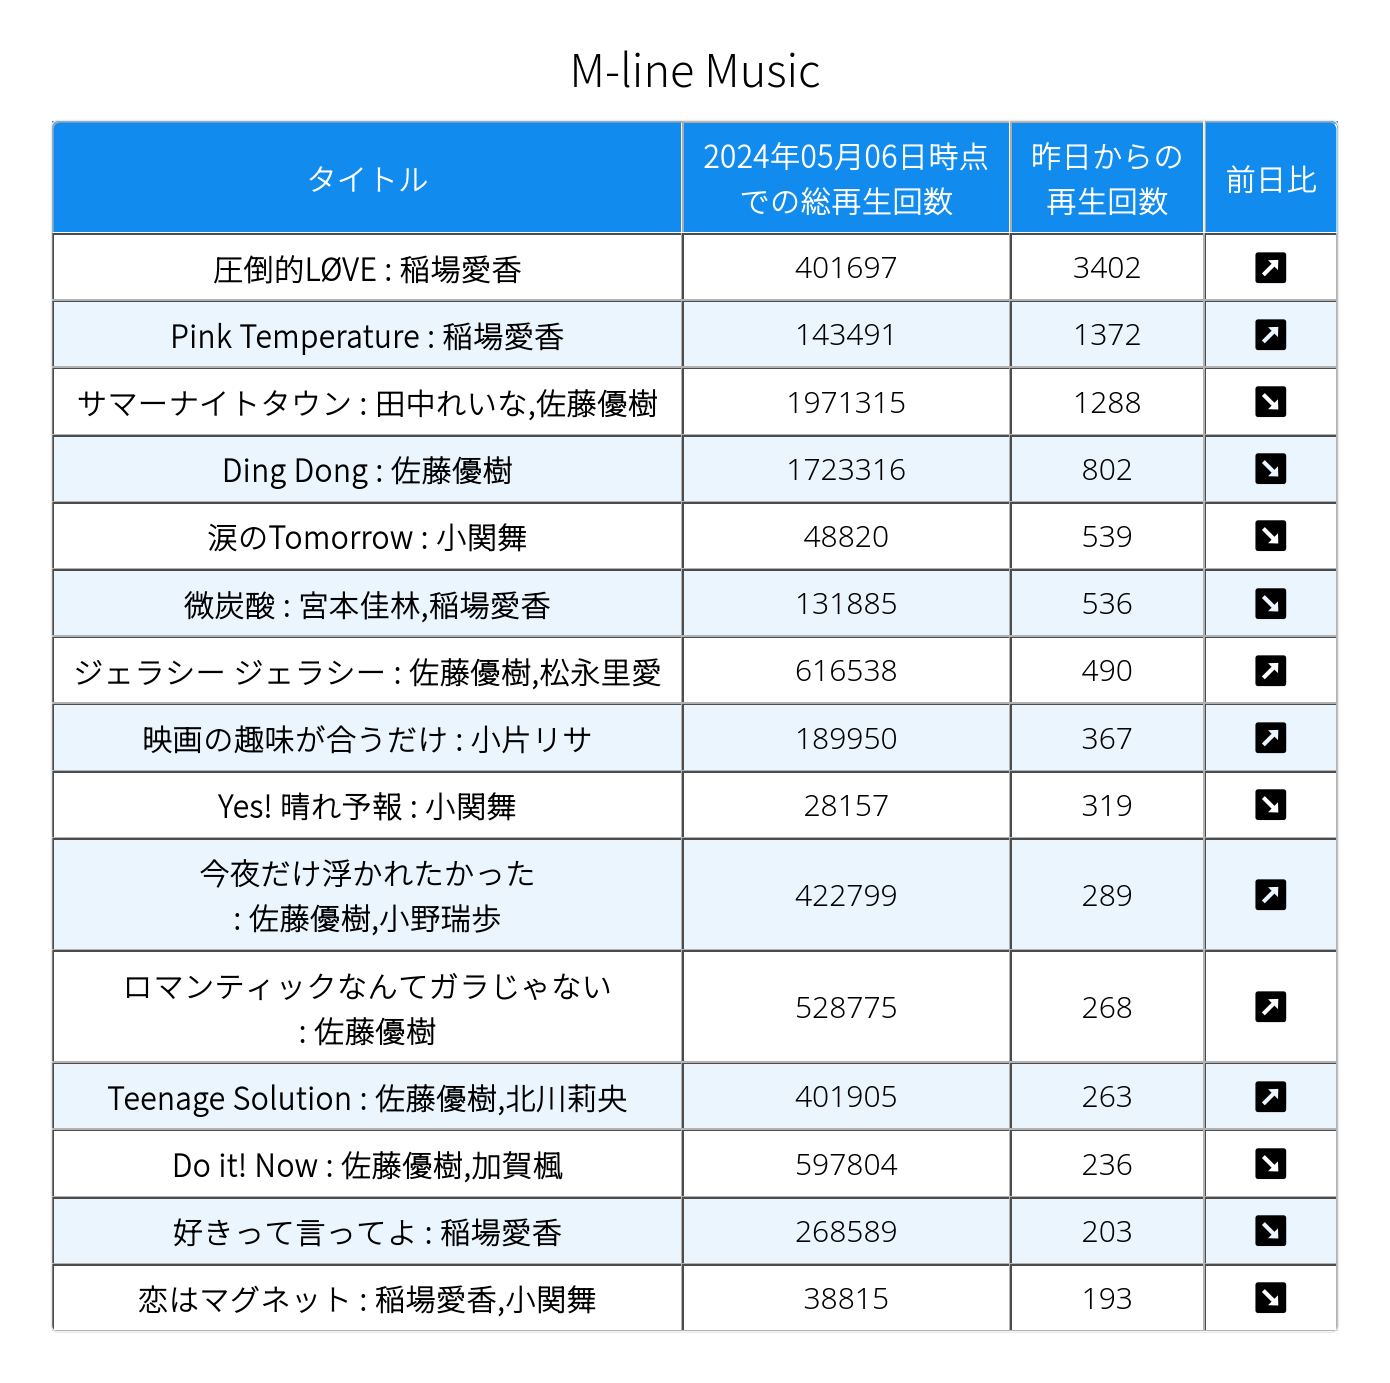 M-line Music
タイトル
2024年05月06日時点
での総再生回数
昨日からの
再生回数
前日比
圧倒的LØVE : 稲場愛香 401697 3402
Pink Temperature : 稲場愛香 143491 1372
サマーナイトタウン : 田中れいな,佐藤優樹 1971315 1288
Ding Dong : 佐藤優樹 1723316 802
涙のTomorrow : 小関舞 48820 539
微炭酸 : 宮本佳林,稲場愛香 131885 536
ジェラシー ジェラシー : 佐藤優樹,松永里愛 616538 490
映画の趣味が合うだけ : 小片リサ 189950 367
Yes! 晴れ予報 : 小関舞 28157 319
今夜だけ浮かれたかった
: 佐藤優樹,小野瑞歩 422799 289
ロマンティックなんてガラじゃない
: 佐藤優樹 528775 268
Teenage Solution : 佐藤優樹,北川莉央 401905 263
Do it! Now : 佐藤優樹,加賀楓 597804 236
好きって言ってよ : 稲場愛香 268589 203
恋はマグネット : 稲場愛香,小関舞 38815 193